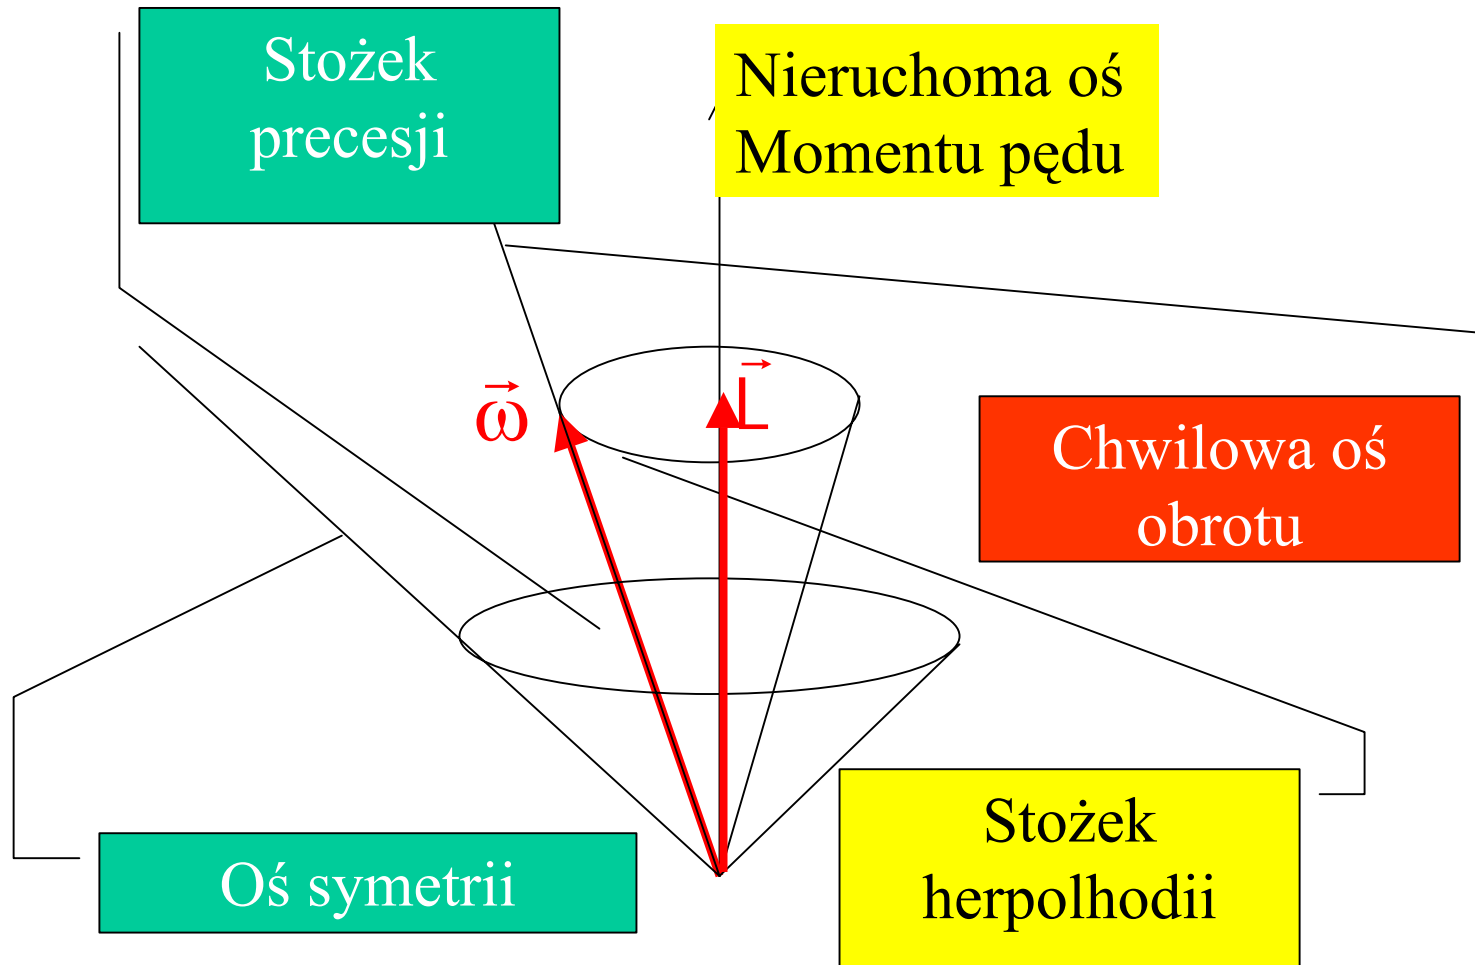 Stożek
precesji
Nieruchoma oś
Momentu pędu
ω
L
Chwilowa oś
obrotu
Stożek
herpolhodii
Oś symetrii